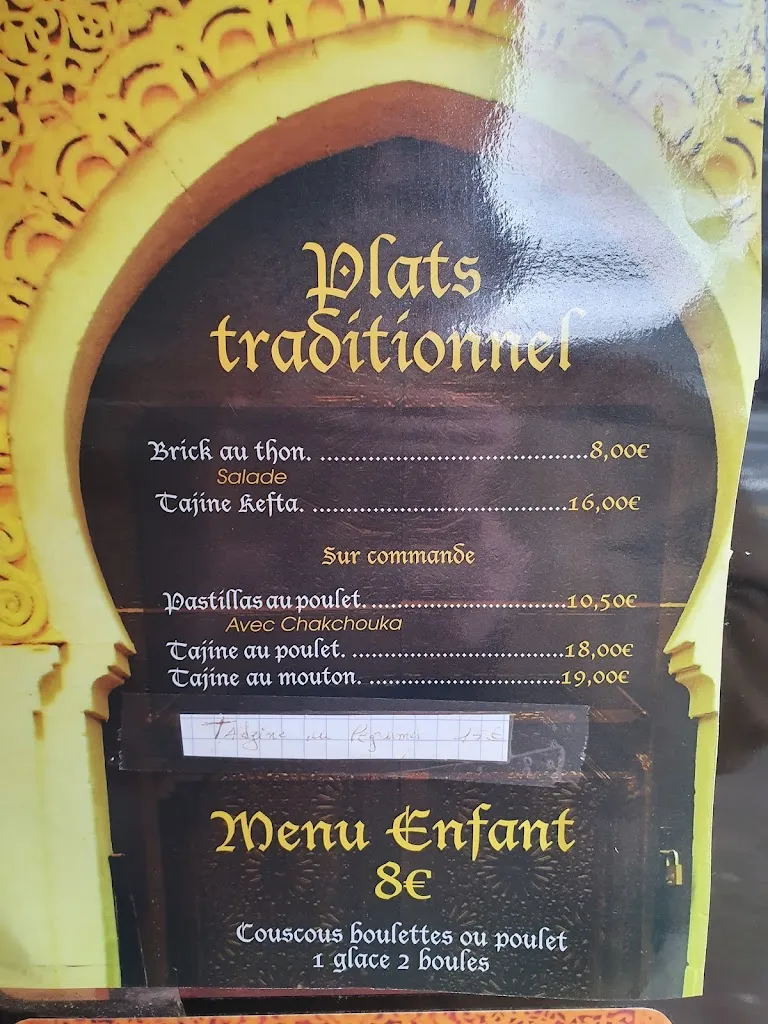 Plats
traditionnel
Brick au thon. ........................................8,00€
Salade
Tajine Kefta. ......................................16,00€
Sur commande
Pastillas au poulet. .............................10,50€
Avec Chakchouka
Tajine au poulet. ................................18,00€
Tajine au mouton. .............................19,00€
Tadgine au
Menu Enfant
8€
Couscous boulettes ou poulet
1 glace 2 boules